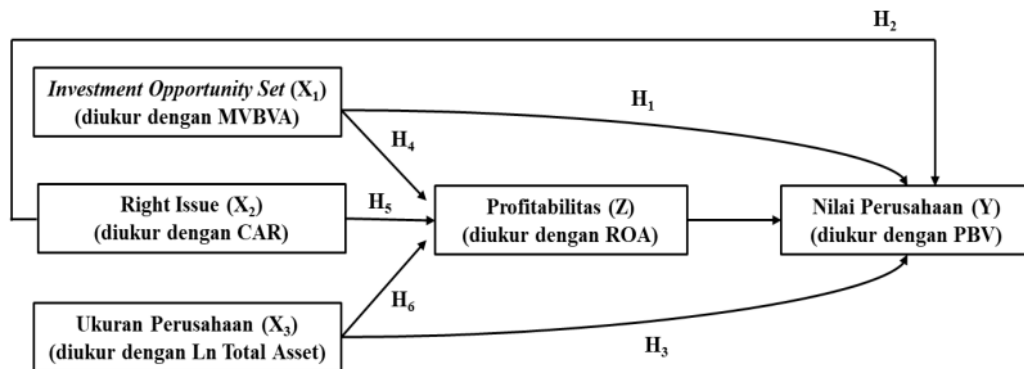 H₂
Investment Opportunity Set (X₁)
(diukur dengan MVBVA)
H₁
H₄
Right Issue (X₂)
(diukur dengan CAR)
H₅
Profitabilitas (Z)
(diukur dengan ROA)
Nilai Perusahaan (Y)
(diukur dengan PBV)
H₆
Ukuran Perusahaan (X₃)
(diukur dengan Ln Total Asset)
H₃